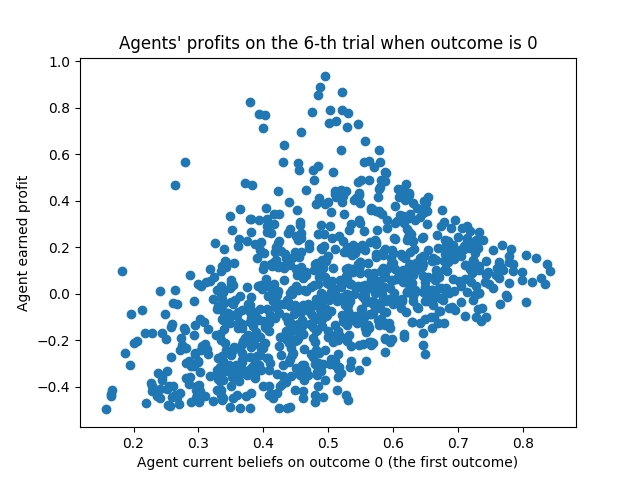 Agents' profits on the 6-th trial when outcome is 0
1.0
0.8
0.6
0.4
0.2
0.0
−0.2
−0.4
Agent earned profit
0.2 0.3 0.4 0.5 0.6 0.7 0.8
Agent current beliefs on outcome 0 (the first outcome)